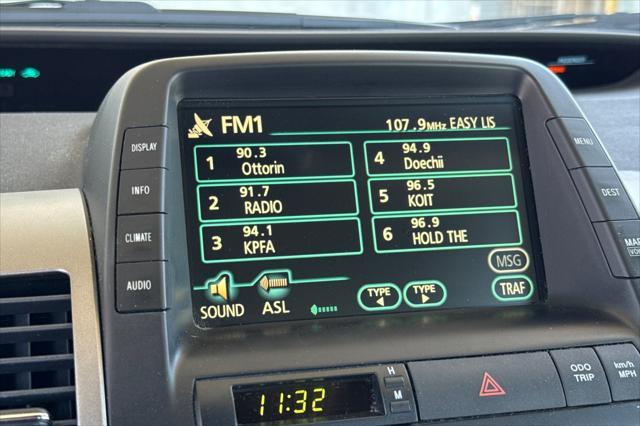 READY
PASSENGER
FM1
107.9MHz EASY LIS
1 90.3 Ottorin
4 94.9 Doechii
2 91.7 RADIO
5 96.5 KOIT
3 94.1 KPFA
6 96.9 HOLD THE
MSG
SOUND
ASL
TYPE
TYPE
TRAF
DISPLAY
INFO
CLIMATE
AUDIO
MENU
DEST
H
M
11:32
ODO
TRIP
km/h
MPH